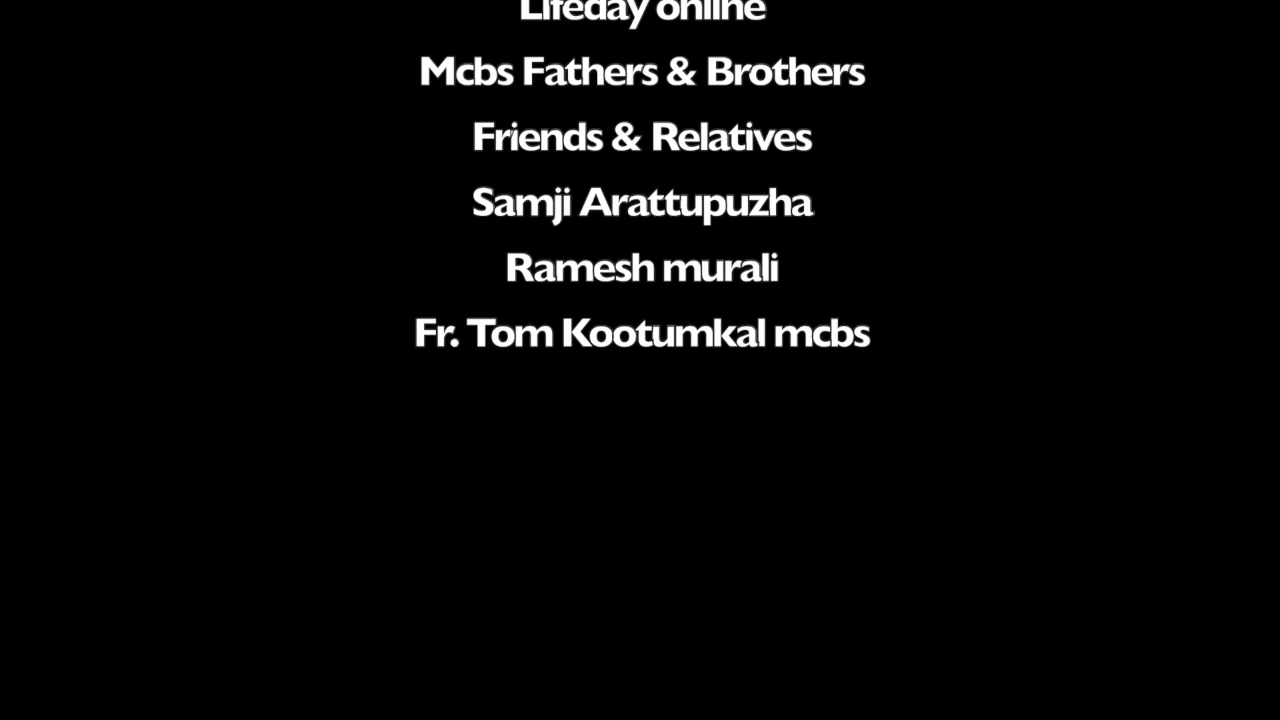 Lifeday online
Mcbs Fathers & Brothers
Friends & Relatives
Samji Arattupuzha
Ramesh murali
Fr. Tom Kootumkal mcbs